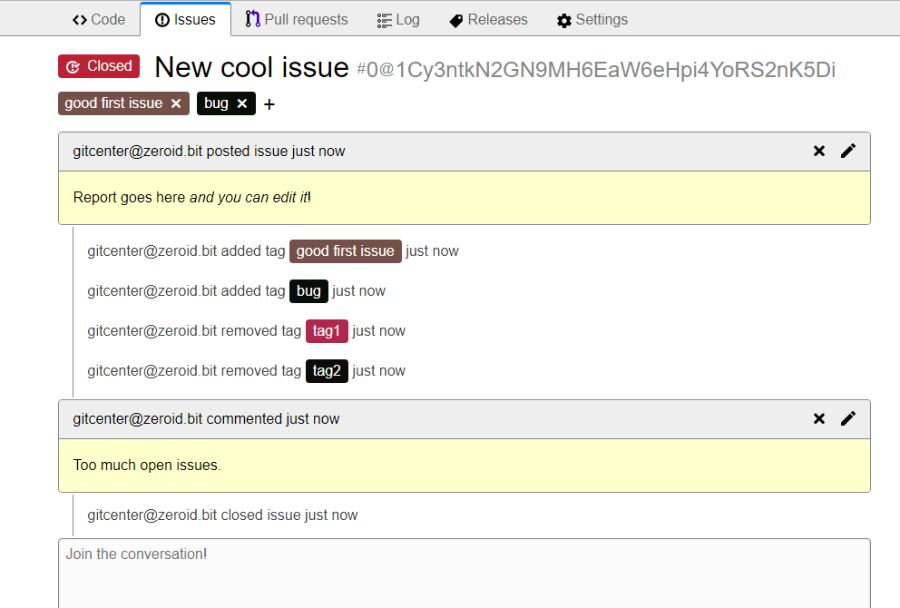 Code Issues Pull requests Log Releases Settings
Closed New cool issue #0@1Cy3ntkN2GN9MH6EaW6eHpi4YoRS2nK5Di
good first issue × bug × +
gitcenter@zeroid.bit posted issue just now
Report goes here and you can edit it!
gitcenter@zeroid.bit added tag good first issue just now
gitcenter@zeroid.bit added tag bug just now
gitcenter@zeroid.bit removed tag tag1 just now
gitcenter@zeroid.bit removed tag tag2 just now
gitcenter@zeroid.bit commented just now
Too much open issues.
gitcenter@zeroid.bit closed issue just now
Join the conversation!